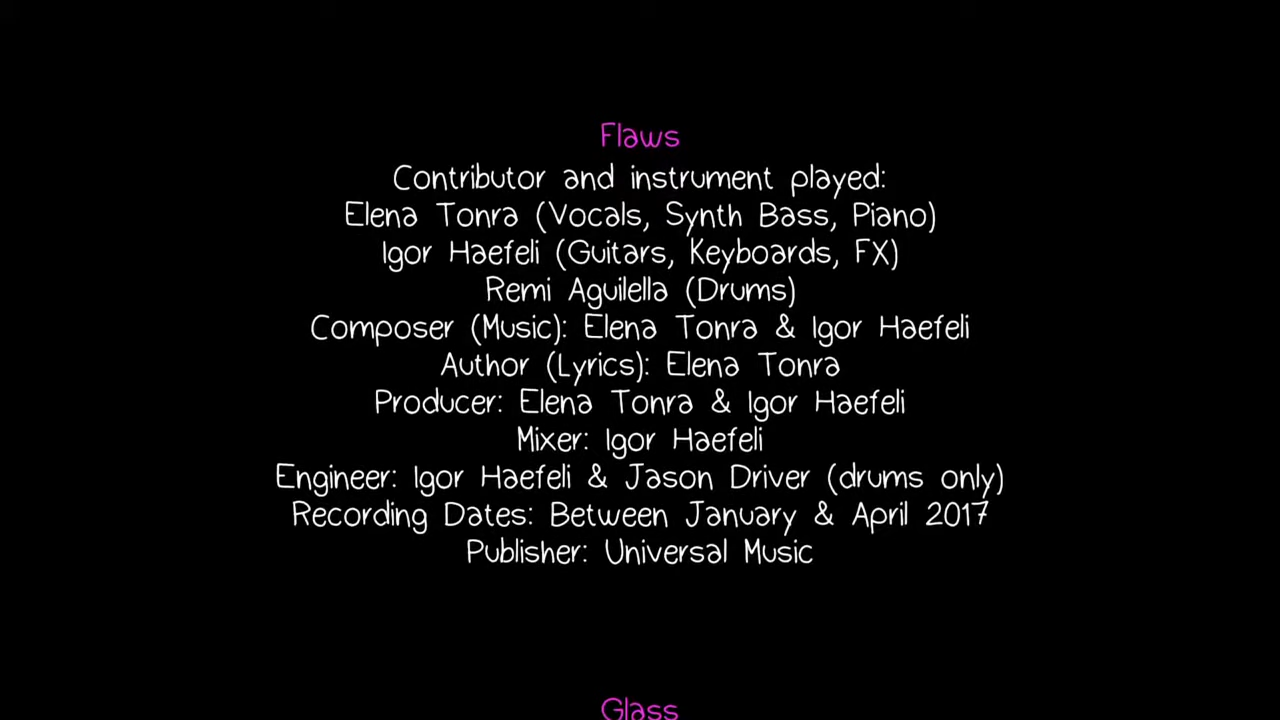 Flaws
Contributor and instrument played:
Elena Tonra (Vocals, Synth Bass, Piano)
Igor Haefeli (Guitars, Keyboards, FX)
Remi Aguilella (Drums)
Composer (Music): Elena Tonra & Igor Haefeli
Author (Lyrics): Elena Tonra
Producer: Elena Tonra & Igor Haefeli
Mixer: Igor Haefeli
Engineer: Igor Haefeli & Jason Driver (drums only)
Recording Dates: Between January & April 2017
Publisher: Universal Music
Glass